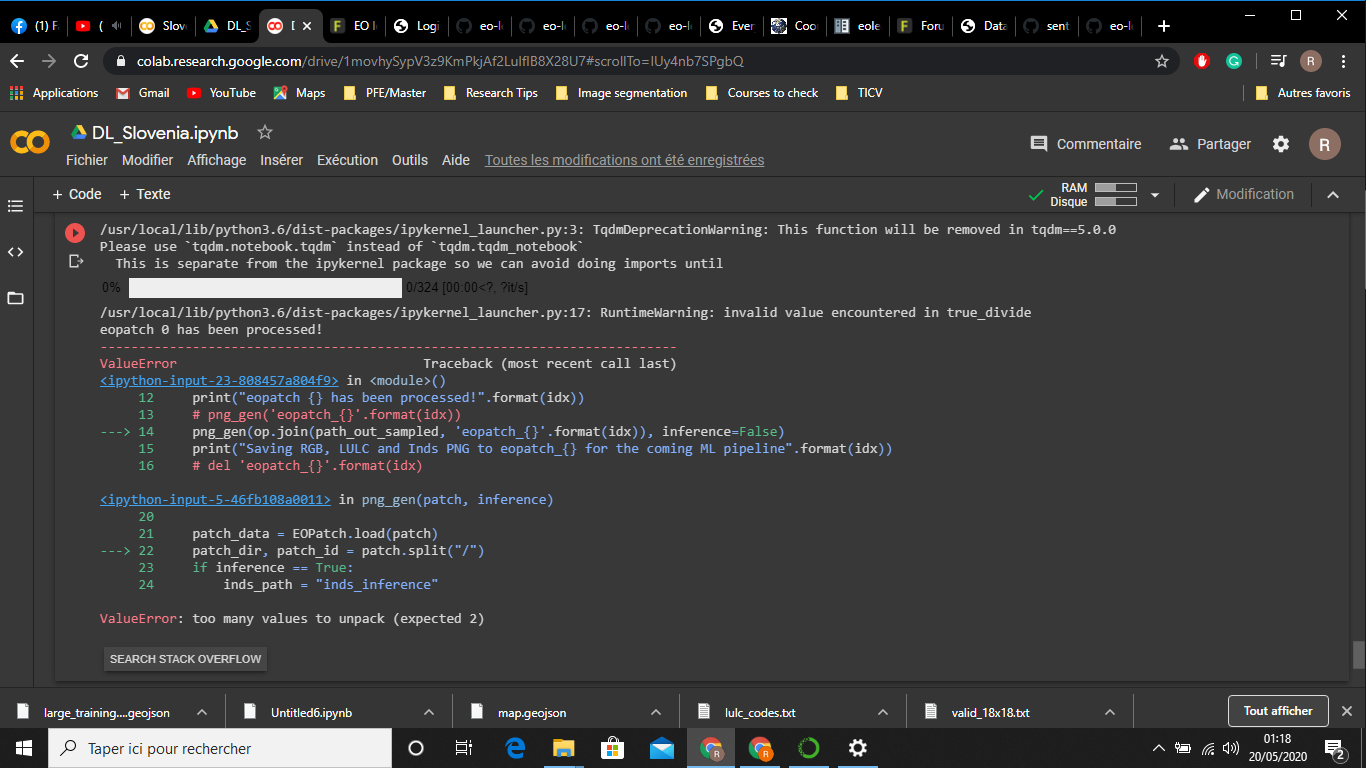 (1) F
(
Slov
DL_S
D
EO l
Logi
eo-l
eo-l
eo-l
eo-l
Ever
Coo
eole
Foru
Data
sent
eo-l
colab.research.google.com/drive/
Applications
Gmail
YouTube
Maps
PFE/Master
Research Tips
Image segmentation
Courses to check
TICV
Autres favoris
R
DL_Slovenia.ipynb
Fichier Modifier Affichage Insérer Exécution Outils Aide Toutes les modifications ont été enregistrées
Commentaire
Partager
R
+ Code + Texte
RAM
Disque
Modification
/usr/local/lib/python3.6/dist-packages/ipykernel_launcher.py:3: TqdmDeprecationWarning: This function will be removed in tqdm==5.0.0
Please use `tqdm.notebook.tqdm` instead of `tqdm.tqdm_notebook`
This is separate from the ipykernel package so we can avoid doing imports until
0% 0/324 [00:00<?, ?it/s]
/usr/local/lib/python3.6/dist-packages/ipykernel_launcher.py:17: RuntimeWarning: invalid value encountered in true_divide
eopatch 0 has been processed!
---------------------------------------------------------------------------
ValueError Traceback (most recent call last)
<ipython-input-23-808457a804f9> in <module>()
12 print("eopatch {} has been processed!".format(idx))
13 # png_gen('eopatch_{}'.format(idx))
---> 14 png_gen(op.join(path_out_sampled, 'eopatch_{}'.format(idx)), inference=False)
15 print("Saving RGB, LULC and Inds PNG to eopatch_{} for the coming ML pipeline".format(idx))
16 # del 'eopatch_{}'.format(idx)
<ipython-input-5-46fb108a0011> in png_gen(patch, inference)
20
21 patch_data = EOPatch.load(patch)
---> 22 patch_dir, patch_id = patch.split("/")
23 if inference == True:
24 inds_path = "inds_inference"
ValueError: too many values to unpack (expected 2)
SEARCH STACK OVERFLOW
large_training....geojson
Untitled6.ipynb
map.geojson
lulc_codes.txt
valid_18x18.txt
Tout afficher
Taper ici pour rechercher
01:18
20/05/2020
2